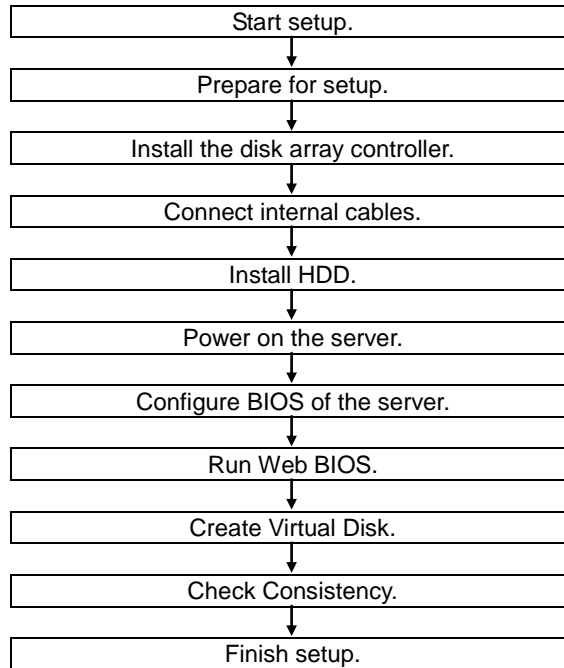 Start setup.
Prepare for setup.
Install the disk array controller.
Connect internal cables.
Install HDD.
Power on the server.
Configure BIOS of the server.
Run Web BIOS.
Create Virtual Disk.
Check Consistency.
Finish setup.